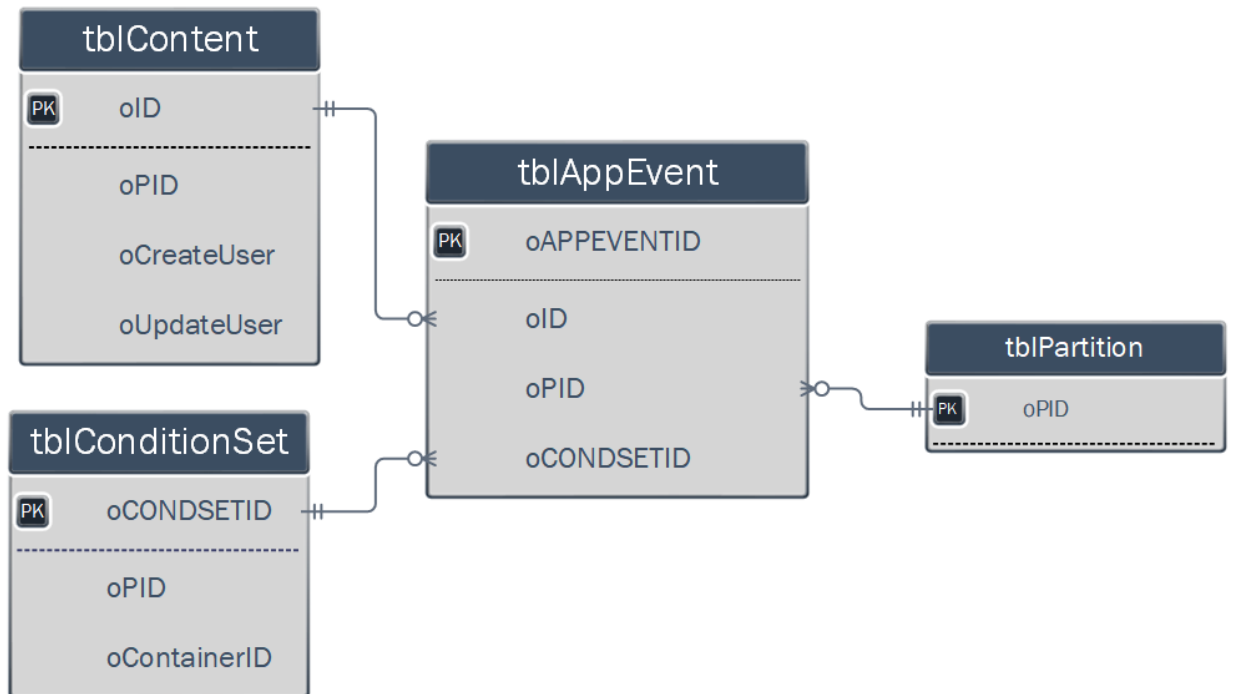 tblContent
PK oID
oPID
oCreateUser
oUpdateUser
tblConditionSet
PK oCONDSETID
oPID
oContainerID
tblAppEvent
PK oAPPEVENTID
oID
oPID
oCONDSETID
tblPartition
PK oPID